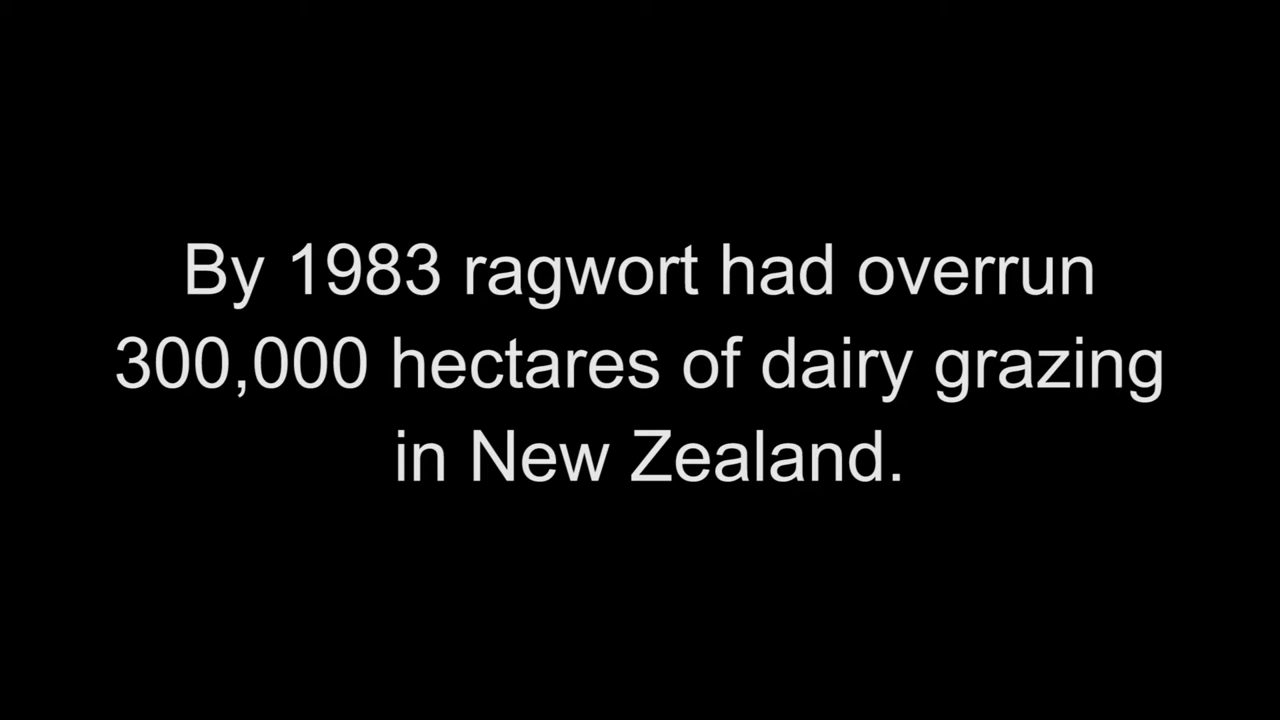 By 1983 ragwort had overrun
300,000 hectares of dairy grazing
in New Zealand.